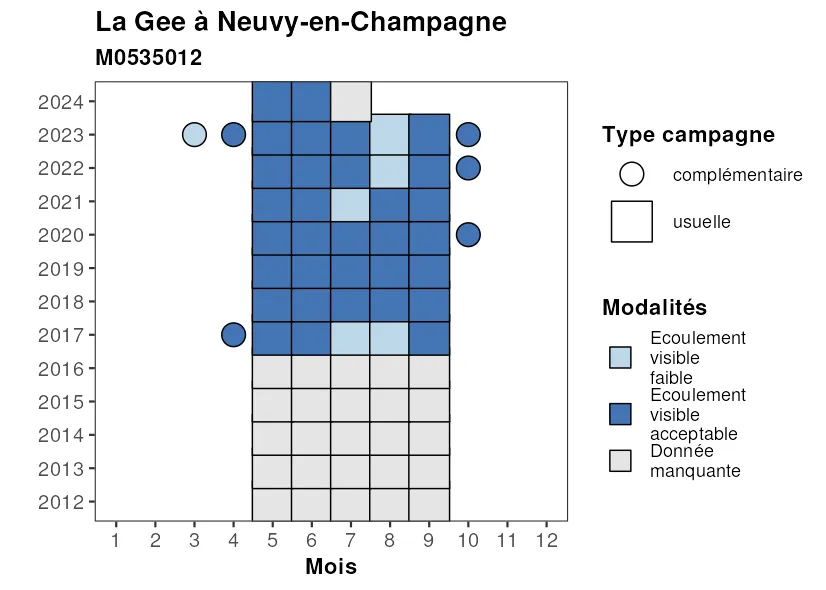 La Gee à Neuvy-en-Champagne
M0535012
2024
2023
2022
2021
2020
2019
2018
2017
2016
2015
2014
2013
2012
1 2 3 4 5 6 7 8 9 10 11 12
Mois
Type campagne
complémentaire
usuelle
Modalités
Ecoulement
visible
faible
Ecoulement
visible
acceptable
Donnée
manquante